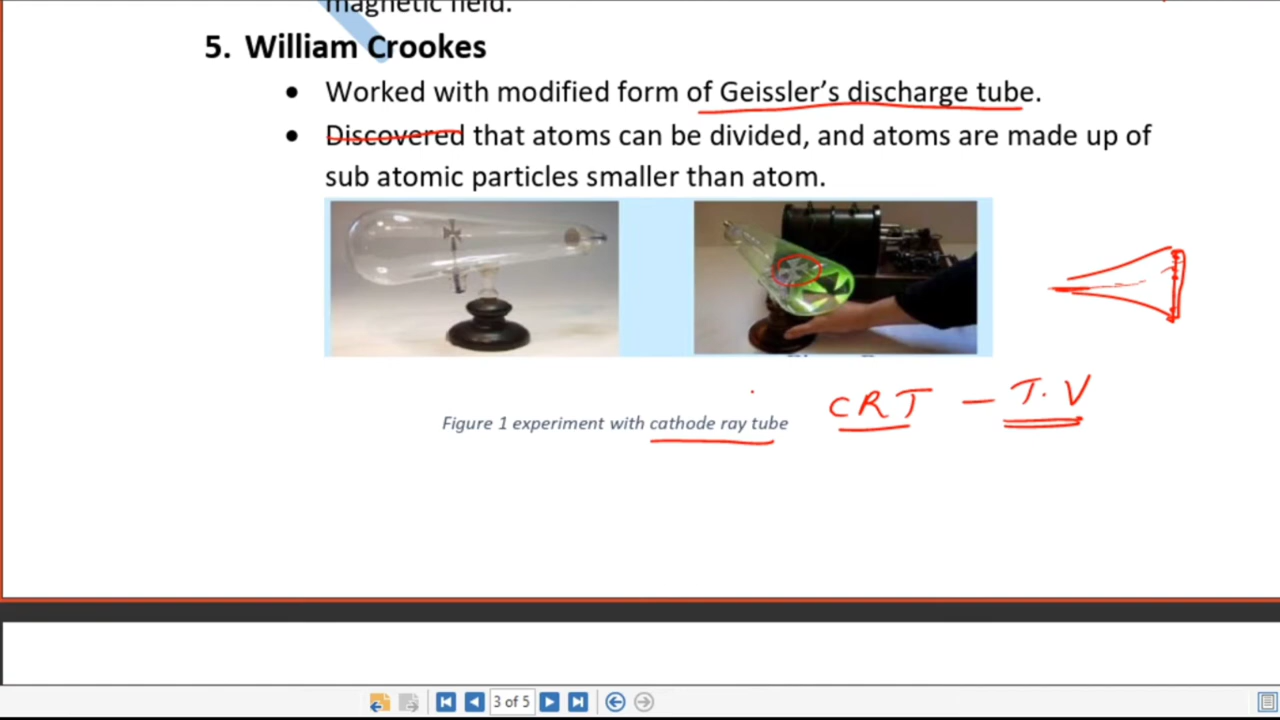 magnetic field.
5. William Crookes
• Worked with modified form of Geissler's discharge tube.
• Discovered that atoms can be divided, and atoms are made up of
sub atomic particles smaller than atom.
CRT - T.V
Figure 1 experiment with cathode ray tube
3 of 5